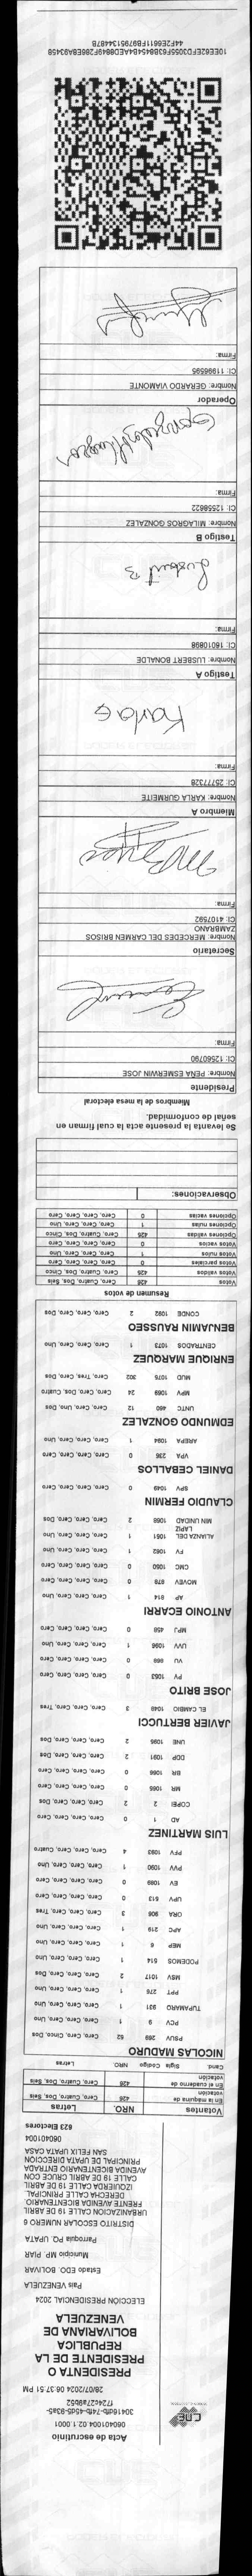 CNE
Acta de escrutinio
060401004.02.1.0001
30416dfb-74fb-45d5-93a5-
f724c27a9b52
28/07/2024 06:37:51 PM
PRESIDENTA O
PRESIDENTE DE LA
REPUBLICA
BOLIVARIANA DE
VENEZUELA
ELECCIÓN PRESIDENCIAL 2024
Pais VENEZUELA
Estado EDO. BOLIVAR
Municipio MP. PIAR
Parroquia PQ. UPATA
DISTRITO ESCOLAR NUMERO 6
URBANIZACION CALLE 19 DE ABRIL
FRENTE AVENIDA BICENTENARIO.
DERECHA CALLE PRINCIPAL.
IZQUIERDA CALLE 19 DE ABRIL
CALLE 19 DE ABRIL CRUCE CON
AVENIDA BICENTENARIO ENTRADA
PRINCIPAL DE UPATA DIRECCION
SAN FELIX UPATA CASA
060401004
623 Electores
Votantes NRO. Letras
En la máquina de votación 426 Cero, Cuatro, Dos, Seis
En el cuaderno de votación 426 Cero, Cuatro, Dos, Seis
Cand. Sigla Código NRO. Letras
NICOLAS MADURO
PSUV 269 52 Cero, Cero, Cinco, Dos
PCV 9 1 Cero, Cero, Cero, Uno
TUPAMARO 931 1 Cero, Cero, Cero, Uno
PPT 276 1 Cero, Cero, Cero, Uno
MSV 1017 2 Cero, Cero, Cero, Dos
PODEMOS 514 1 Cero, Cero, Cero, Uno
MEP 6 1 Cero, Cero, Cero, Uno
APC 219 1 Cero, Cero, Cero, Uno
ORA 906 3 Cero, Cero, Cero, Tres
UPV 613 0 Cero, Cero, Cero, Cero
EV 1089 0 Cero, Cero, Cero, Cero
PVV 1090 1 Cero, Cero, Cero, Uno
PFV 1093 4 Cero, Cero, Cero, Cuatro
LUIS MARTINEZ
AD 1 0 Cero, Cero, Cero, Cero
COPEI 2 2 Cero, Cero, Cero, Dos
MR 1065 0 Cero, Cero, Cero, Cero
BR 1066 0 Cero, Cero, Cero, Cero
DDP 1091 2 Cero, Cero, Cero, Dos
UNE 1095 2 Cero, Cero, Cero, Dos
JAVIER BERTUCCI
EL CAMBIO 1048 3 Cero, Cero, Cero, Tres
JOSE BRITO
PV 1053 0 Cero, Cero, Cero, Cero
VU 868 0 Cero, Cero, Cero, Cero
UVV 1096 1 Cero, Cero, Cero, Uno
MPJ 458 0 Cero, Cero, Cero, Cero
ANTONIO ECARRI
AP 814 1 Cero, Cero, Cero, Uno
MOVEV 878 0 Cero, Cero, Cero, Cero
CMC 1050 0 Cero, Cero, Cero, Cero
FV 1062 1 Cero, Cero, Cero, Uno
ALIANZA DEL LAPIZ 1051 1 Cero, Cero, Cero, Uno
MIN UNIDAD 1068 2 Cero, Cero, Cero, Dos
CLAUDIO FERMIN
SPV 1049 0 Cero, Cero, Cero, Cero
DANIEL CEBALLOS
VPA 236 0 Cero, Cero, Cero, Cero
AREPA 1094 1 Cero, Cero, Cero, Uno
EDMUNDO GONZALEZ
UNTC 460 12 Cero, Cero, Uno, Dos
MPV 1069 24 Cero, Cero, Dos, Cuatro
MUD 1075 302 Cero, Tres, Cero, Dos
ENRIQUE MARQUEZ
CENTRADOS 1073 1 Cero, Cero, Cero, Uno
BENJAMIN RAUSSEO
CONDE 1092 2 Cero, Cero, Cero, Dos
Resumen de votos
Votos 426 Cero, Cuatro, Dos, Seis
Votos validos 425 Cero, Cuatro, Dos, Cinco
Votos parciales 0 Cero, Cero, Cero, Cero
Votos nulos 1 Cero, Cero, Cero, Uno
Votos vacios 0 Cero, Cero, Cero, Cero
Opciones validas 425 Cero, Cuatro, Dos, Cinco
Opciones nulas 1 Cero, Cero, Cero, Uno
Opciones vacias 0 Cero, Cero, Cero, Cero
Observaciones:
Se levanta la presente acta la cual firman en
señal de conformidad.
Miembros de la mesa electoral
Presidente
Nombre: PEÑA ESMERWIN JOSE
CI: 12560790
Firma:
Secretario
Nombre: MERCEDES DEL CARMEN BRISOS
ZAMBRANO
CI: 4107592
Firma:
Miembro A
Nombre: KARLA GURMEITE
CI: 25777328
Firma:
Karla G
Testigo A
Nombre: LUSBERT BONALDE
CI: 16010898
Firma:
Lusbert B
Testigo B
Nombre: MILAGROS GONZALEZ
CI: 12558622
Firma:
Operador
Nombre: GERARDO VIAMONTE
CI: 11996595
Firma:
10EE62EFD3055F63B8454B4AED8849F286E8A93458
44F2E6611FB9795134487B